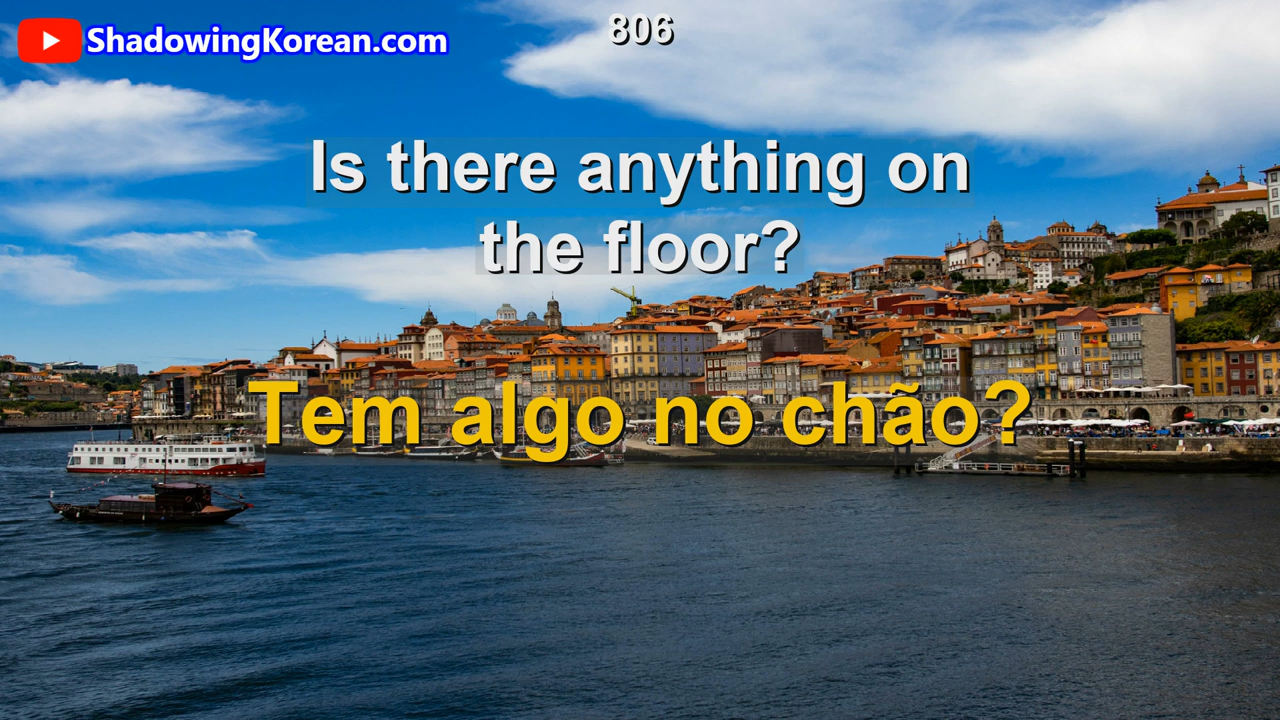 806
ShadowingKorean.com
Is there anything on
the floor?
Tem algo no chão?